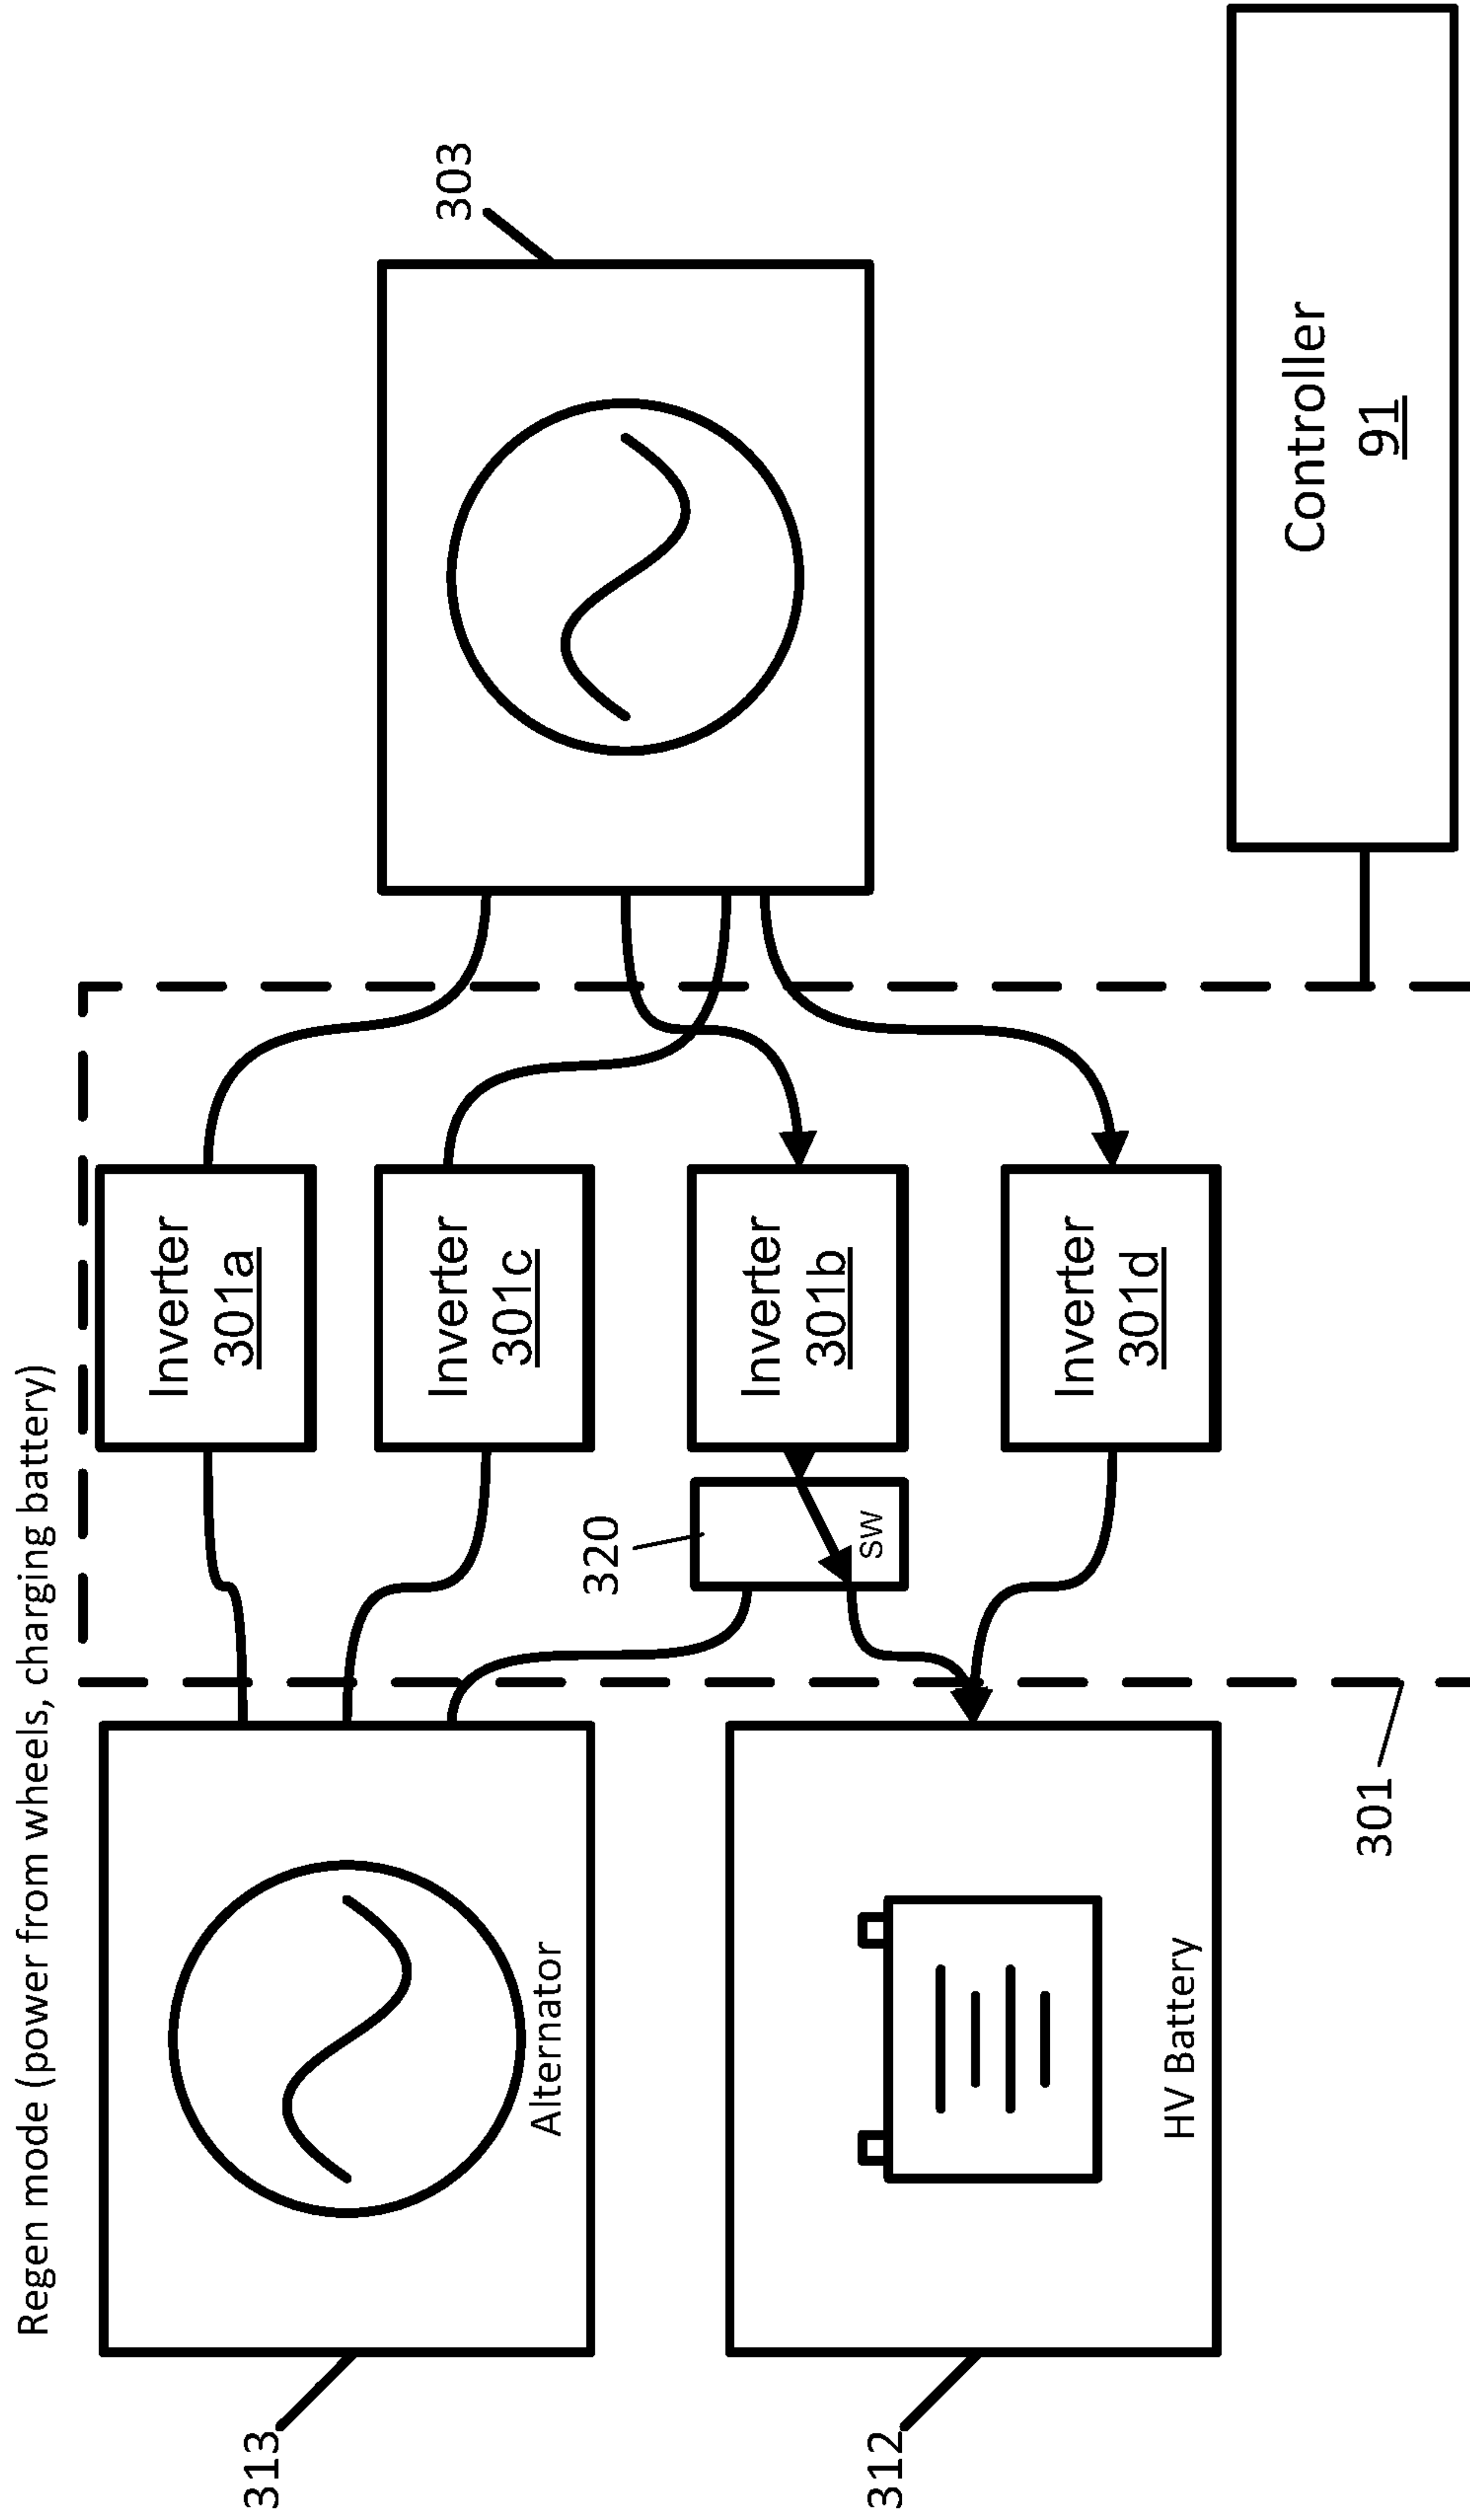 Regen mode (power from wheels, charging battery)
313
Alternator
312
HV Battery
301
320
SW
Inverter
301a
Inverter
301c
Inverter
301b
Inverter
301d
303
Controller
91